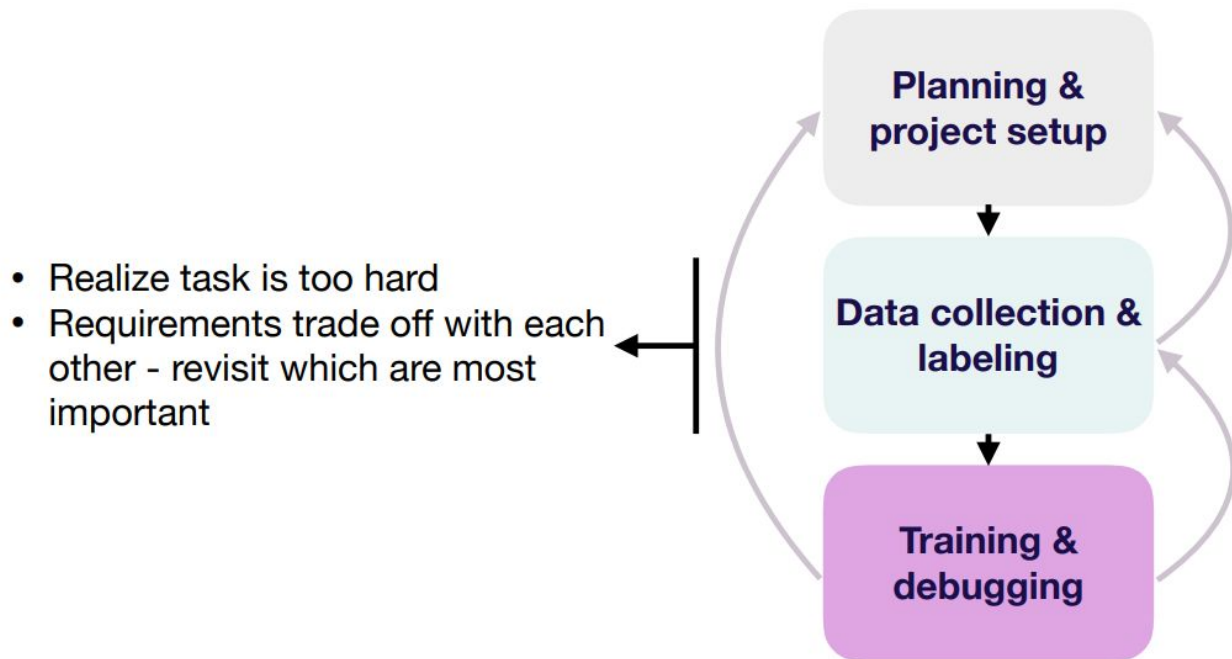 Planning &
project setup
• Realize task is too hard
• Requirements trade off with each
other - revisit which are most
important
Data collection &
labeling
Training &
debugging